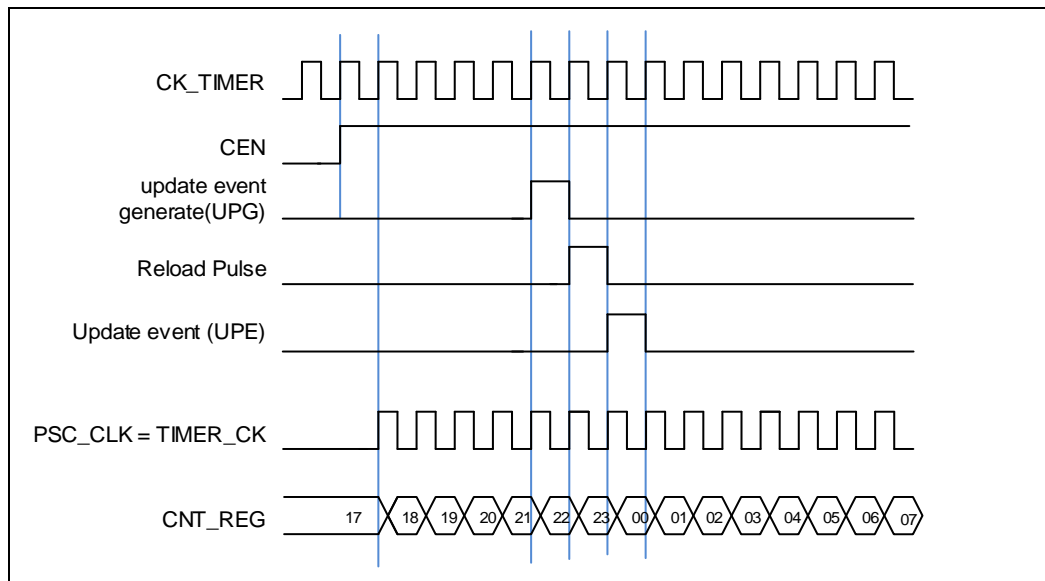 CK_TIMER
CEN
update event
generate(UPG)
Reload Pulse
Update event (UPE)
PSC_CLK = TIMER_CK
CNT_REG 17 18 19 20 21 22 23 00 01 02 03 04 05 06 07